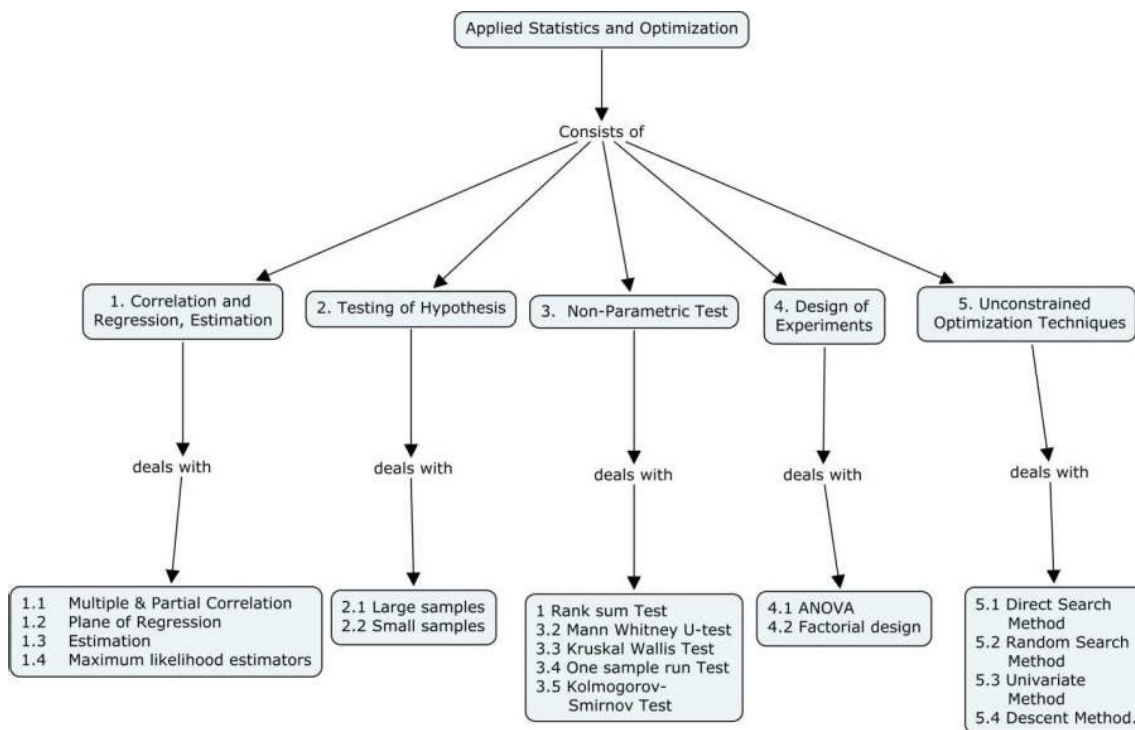 Applied Statistics and Optimization
Consists of
1. Correlation and
Regression, Estimation
2. Testing of Hypothesis
3. Non-Parametric Test
4. Design of
Experiments
5. Unconstrained
Optimization Techniques
deals with
deals with
deals with
deals with
deals with
1.1 Multiple & Partial Correlation
1.2 Plane of Regression
1.3 Estimation
1.4 Maximum likelihood estimators
2.1 Large samples
2.2 Small samples
1 Rank sum Test
3.2 Mann Whitney U-test
3.3 Kruskal Wallis Test
3.4 One sample run Test
3.5 Kolmogorov-
Smirnov Test
4.1 ANOVA
4.2 Factorial design
5.1 Direct Search
Method
5.2 Random Search
Method
5.3 Univariate
Method
5.4 Descent Method.